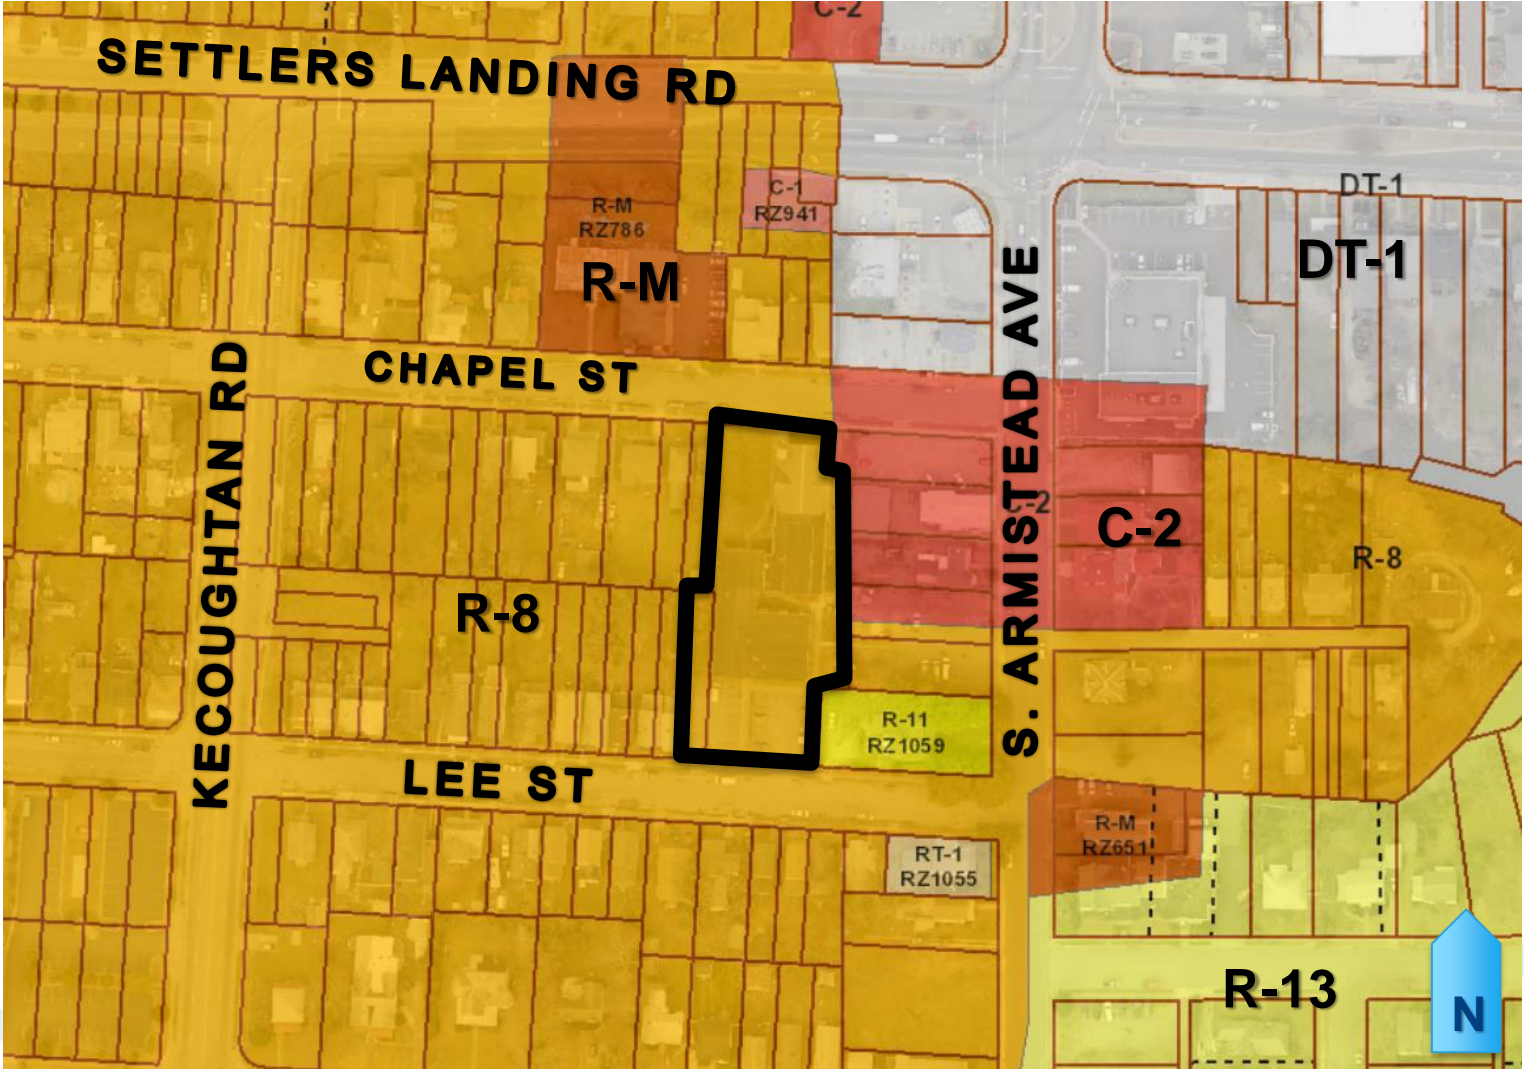 C-2
SETTLERS LANDING RD
R-M
RZ786
R-M
C-1
RZ941
DT-1
DT-1
CHAPEL ST
KECOUGHTAN RD
S. ARMISTEAD AVE
C-2
C-2
R-8
R-8
R-11
RZ1059
LEE ST
R-M
RZ651
RT-1
RZ1055
R-13
N